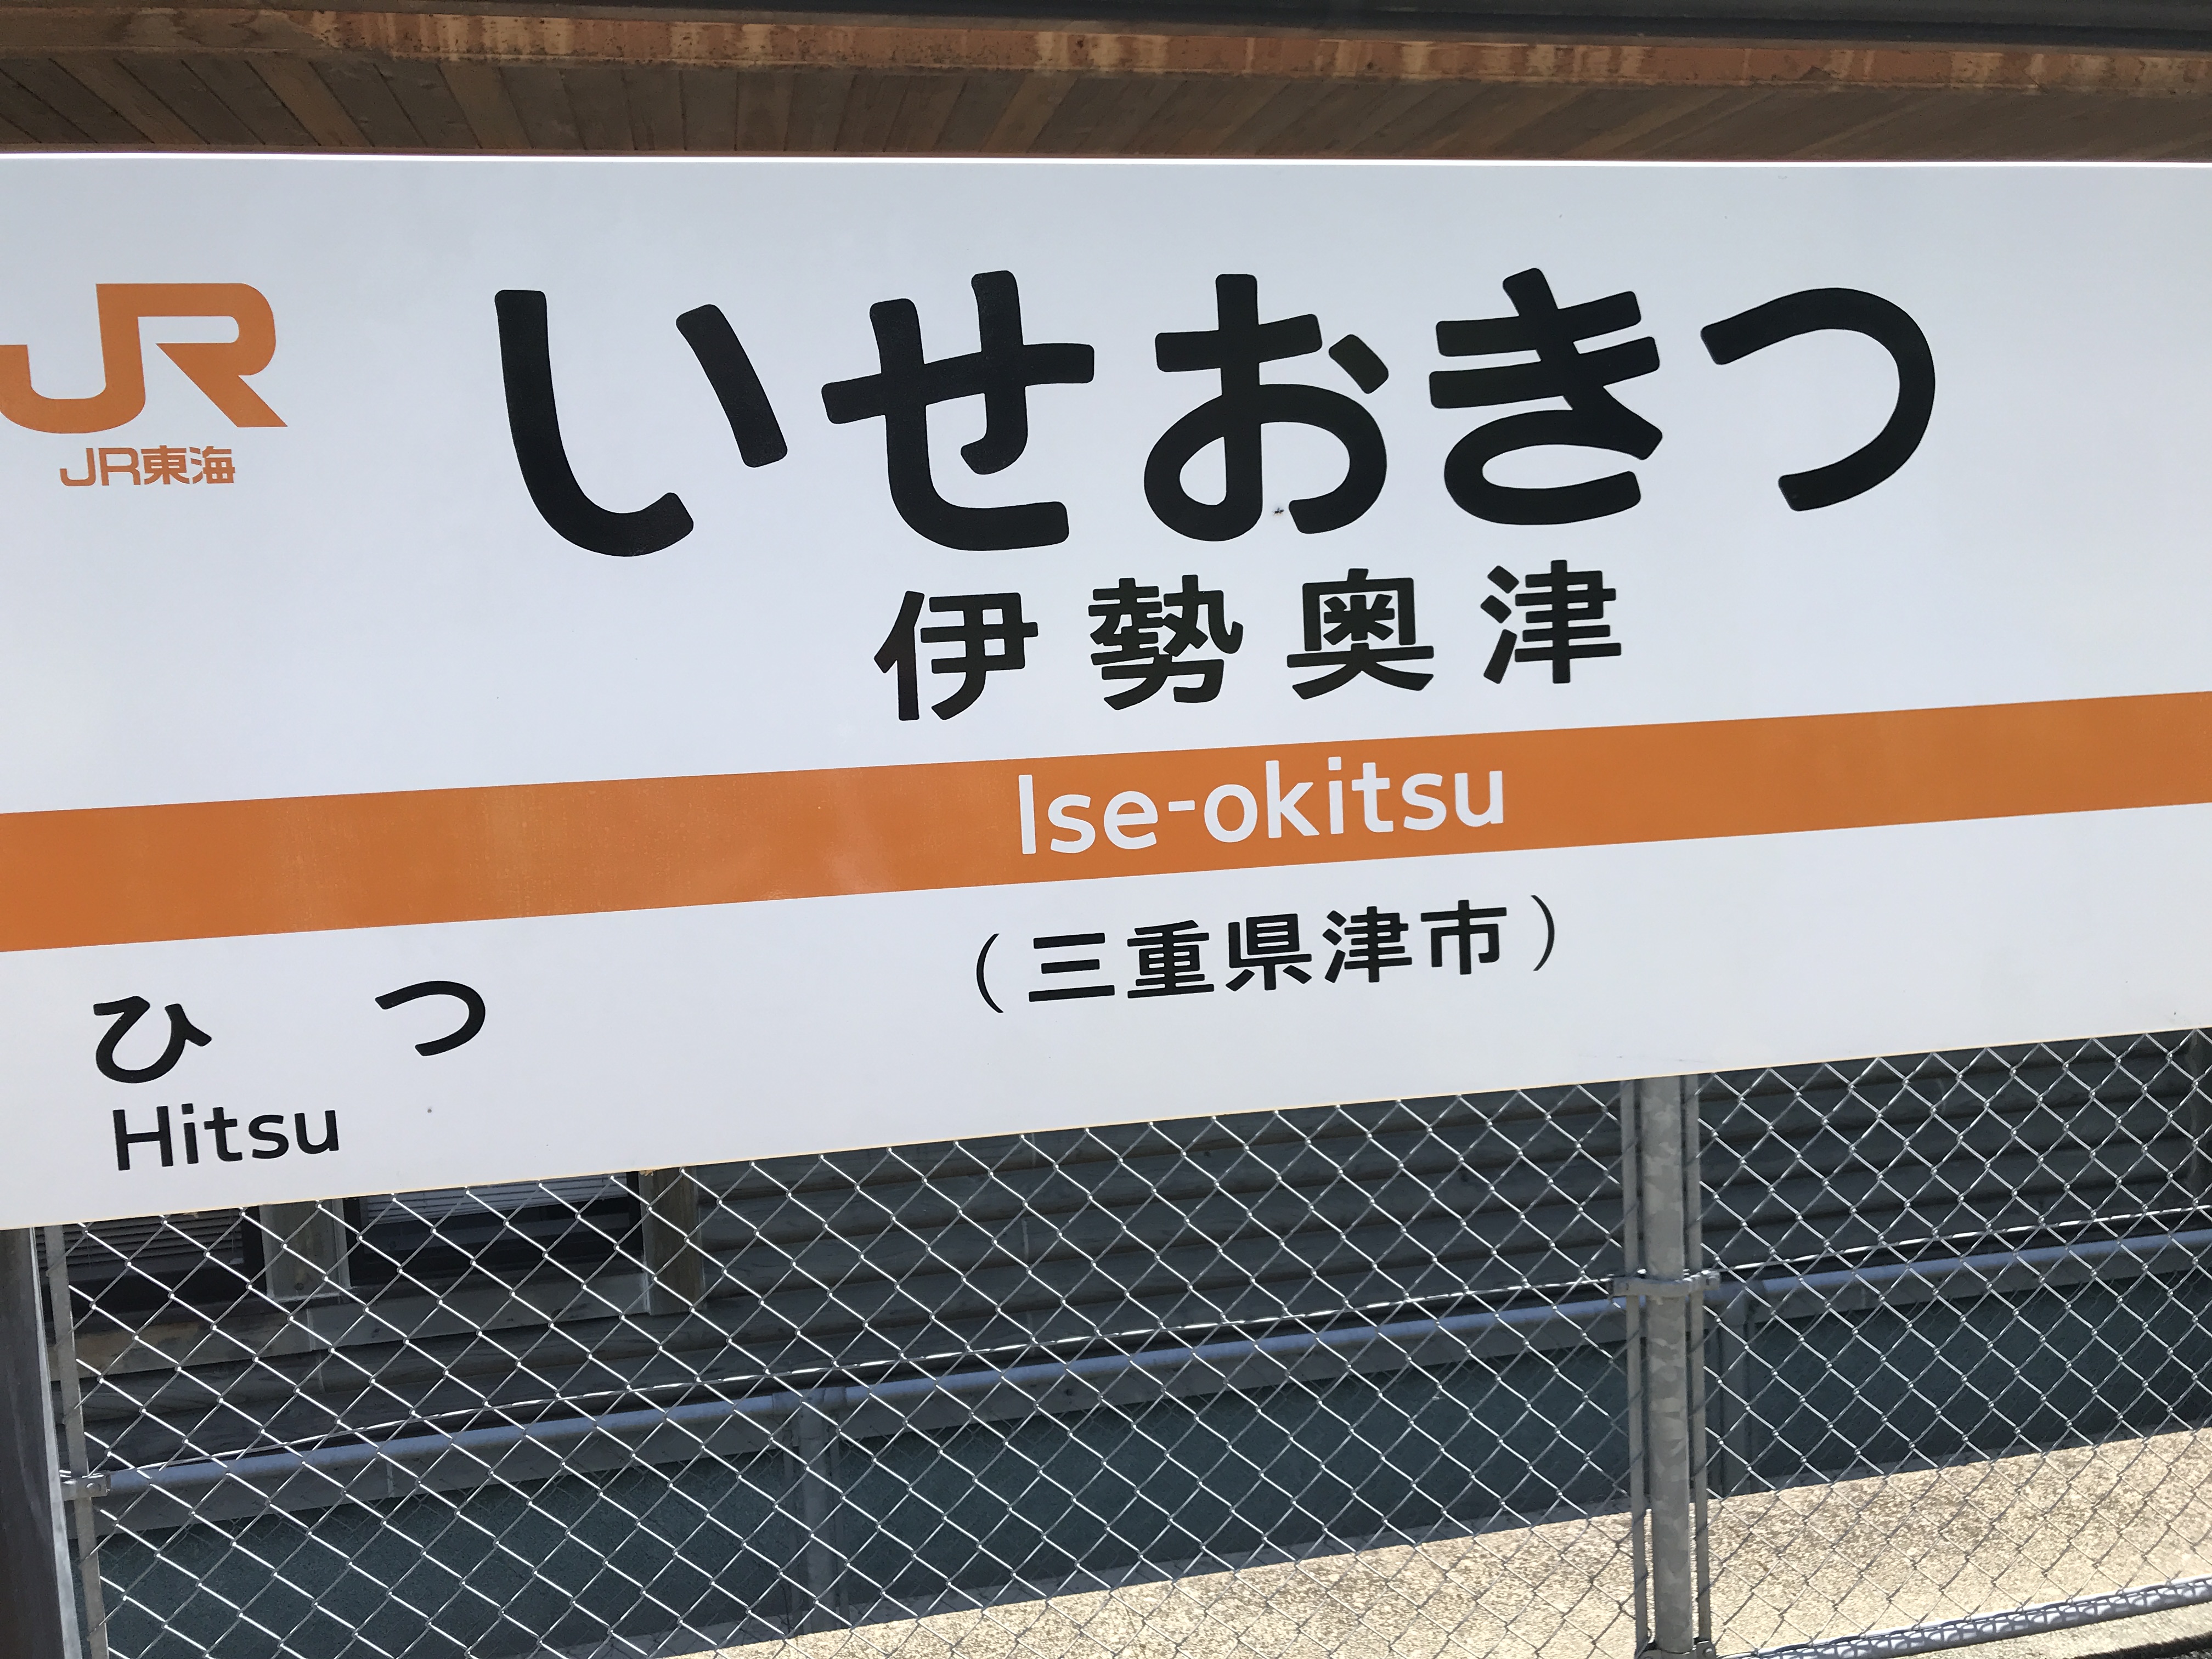 JR
JR東海
いせおきつ
伊勢奥津
Ise-okitsu
（三重県津市）
ひつ
Hitsu